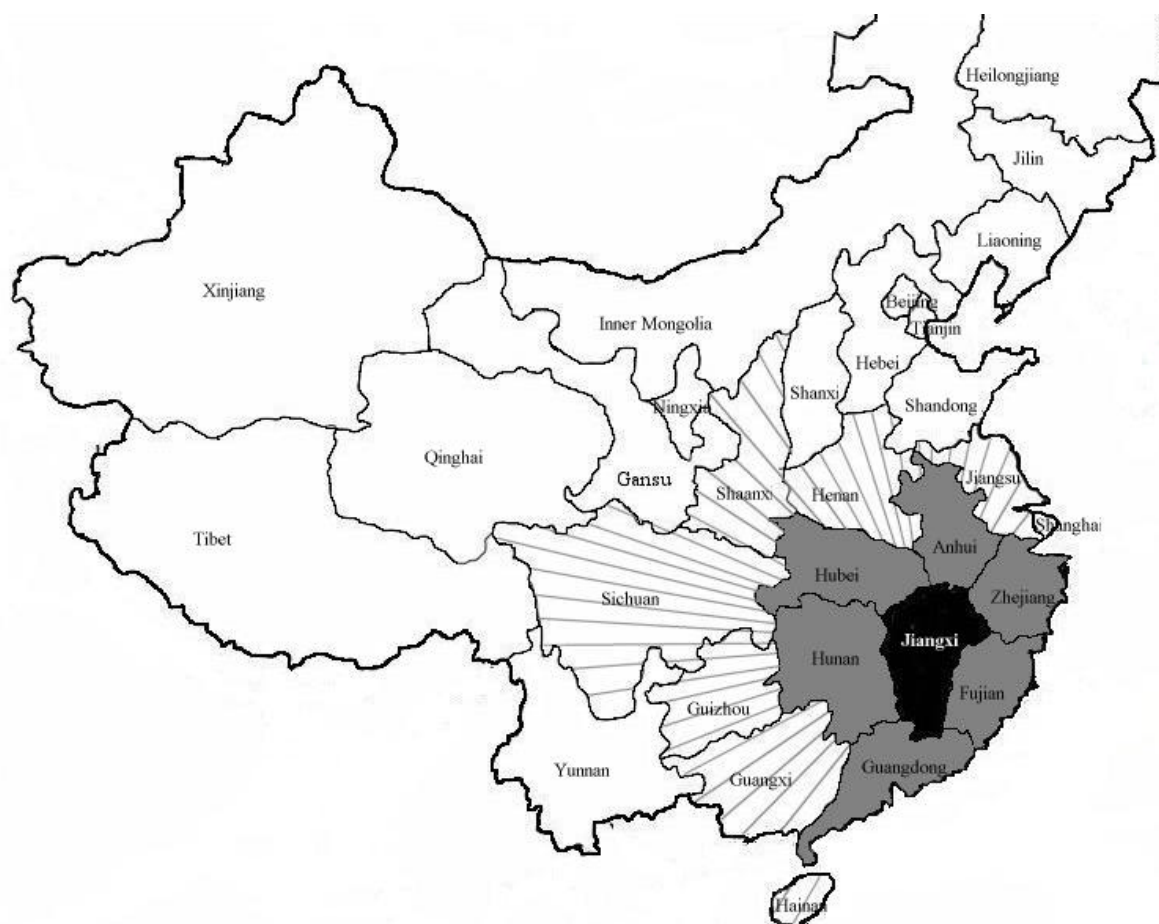 Heilongjiang
Jilin
Liaoning
Xinjiang
Beijing
Inner Mongolia
Tianjin
Hebei
Shanxi
Ningxia
Shandong
Qinghai
Gansu
Shaanxi
Henan
Jiangsu
Shanghai
Tibet
Anhui
Hubei
Sichuan
Zhejiang
Jiangxi
Hunan
Fujian
Guizhou
Yunnan
Guangxi
Guangdong
Hainan